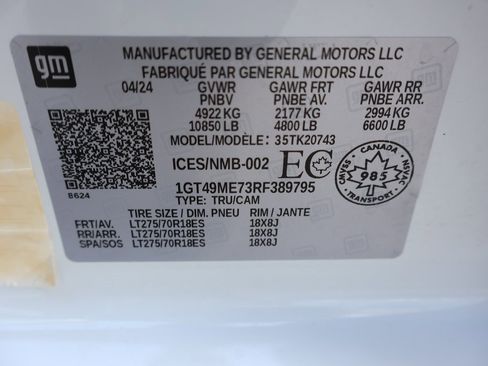 gm
MANUFACTURED BY GENERAL MOTORS LLC
FABRIQUÉ PAR GENERAL MOTORS LLC
04/24 GVWR GAWR FRT GAWR RR
PNBV PNBE AV. PNBE ARR.
4922 KG 2177 KG 2994 KG
10850 LB 4800 LB 6600 LB
MODEL/MODÈLE: 35TK20743
ICES/NMB-002 EC
CANADA
985
TRANSPORT
CMVSS
NSVAC
1GT49ME73RF389795
B624
TYPE: TRU/CAM
TIRE SIZE / DIM. PNEU RIM / JANTE
FRT/AV. LT275/70R18ES 18X8J
RR/ARR. LT275/70R18ES 18X8J
SPA/SOS LT275/70R18ES 18X8J